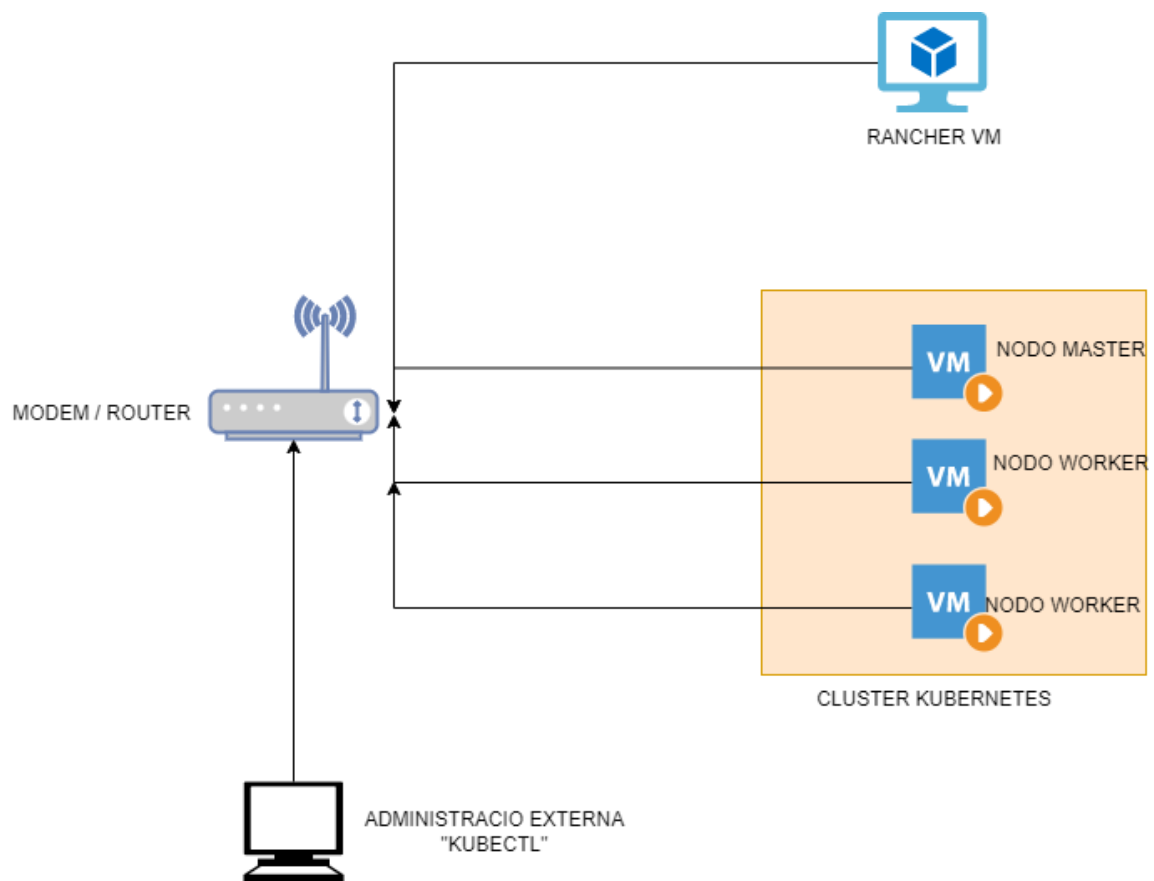 RANCHER VM
VM
NODO MASTER
MODEM / ROUTER
VM
NODO WORKER
VM
NODO WORKER
CLUSTER KUBERNETES
ADMINISTRACIO EXTERNA
"KUBECTL"